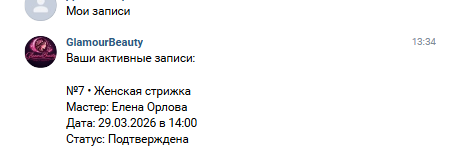 Мои записи
GlamourBeauty 13:34
Ваши активные записи:
№7 • Женская стрижка
Мастер: Елена Орлова
Дата: 29.03.2026 в 14:00
Статус: Подтверждена